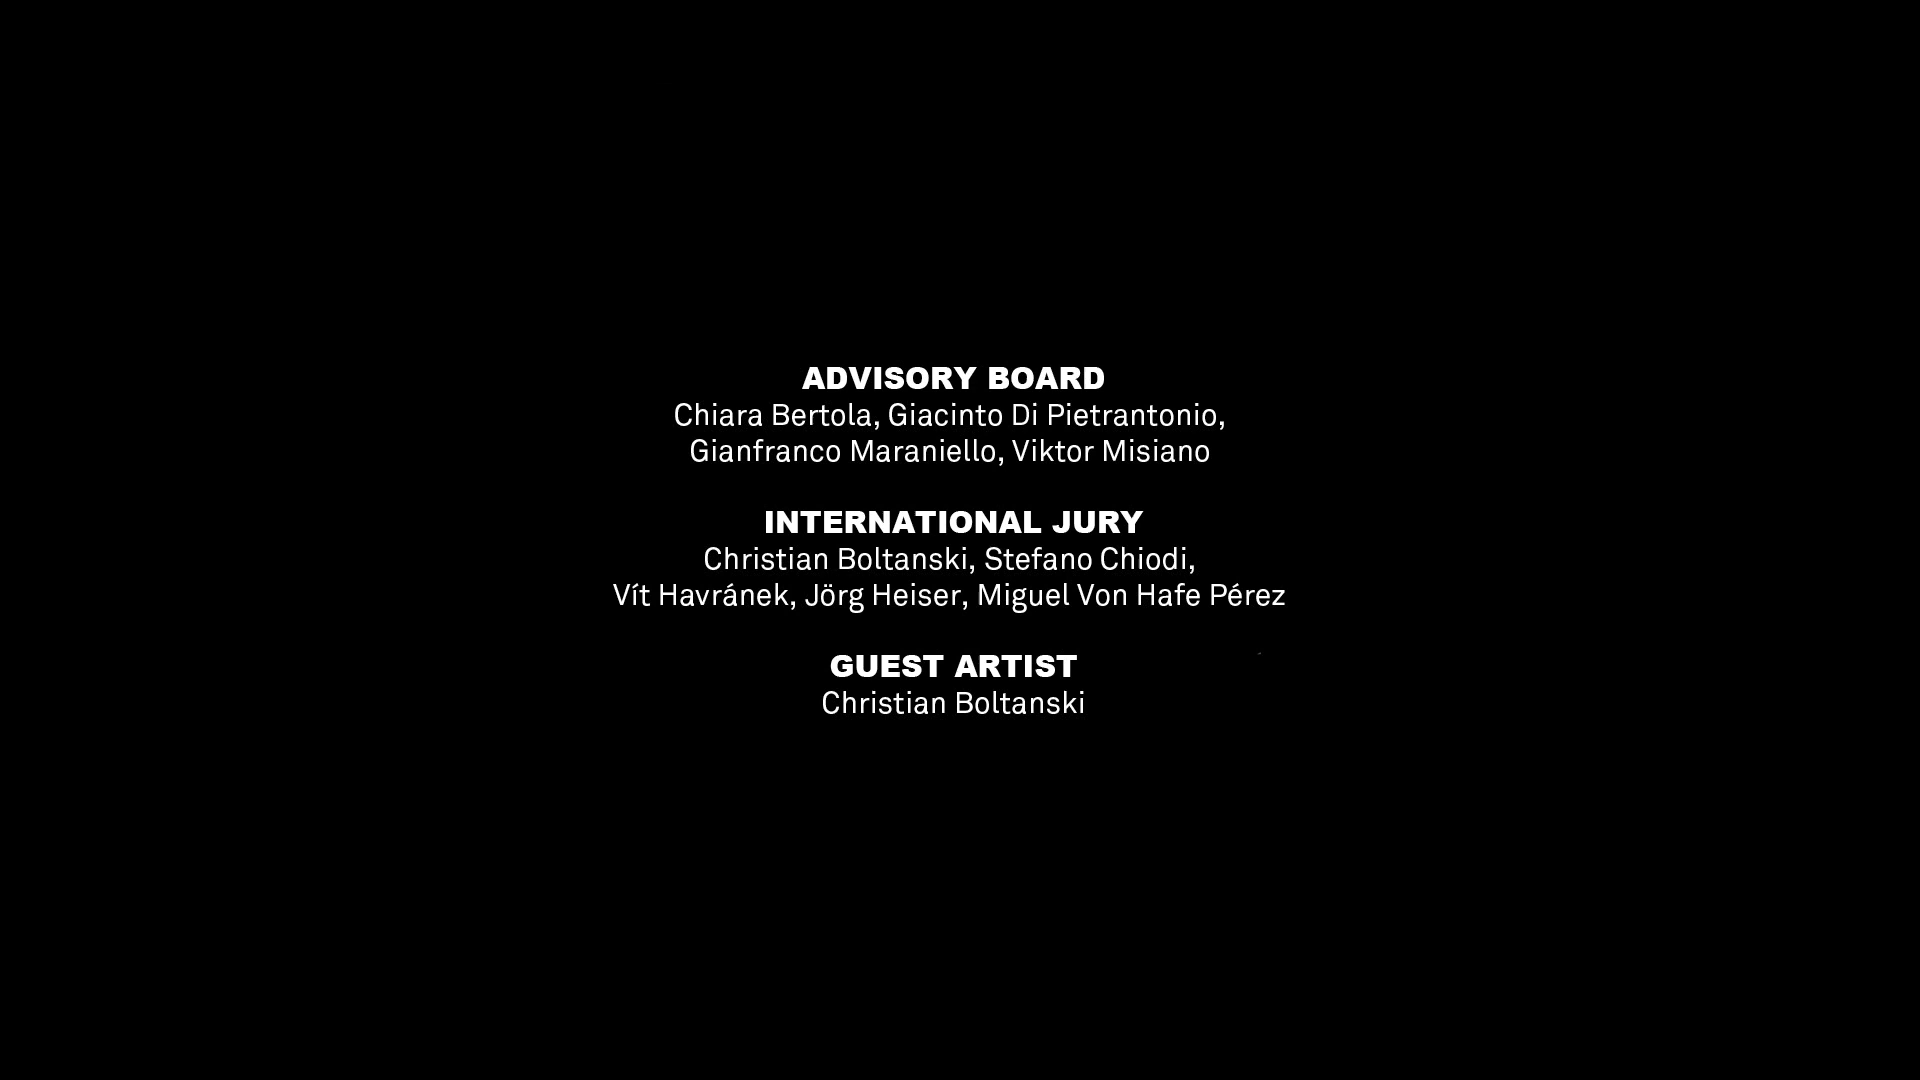 ADVISORY BOARD
Chiara Bertola, Giacinto Di Pietrantonio,
Gianfranco Maraniello, Viktor Misiano
INTERNATIONAL JURY
Christian Boltanski, Stefano Chiodi,
Vít Havránek, Jörg Heiser, Miguel Von Hafe Pérez
GUEST ARTIST
Christian Boltanski